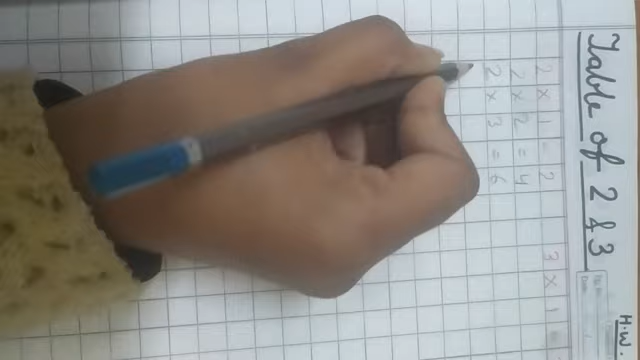 H.W.
Table of 2 & 3
2 x 1 = 2 3 x 1
2 x 2 = 4
2 x 3 = 6